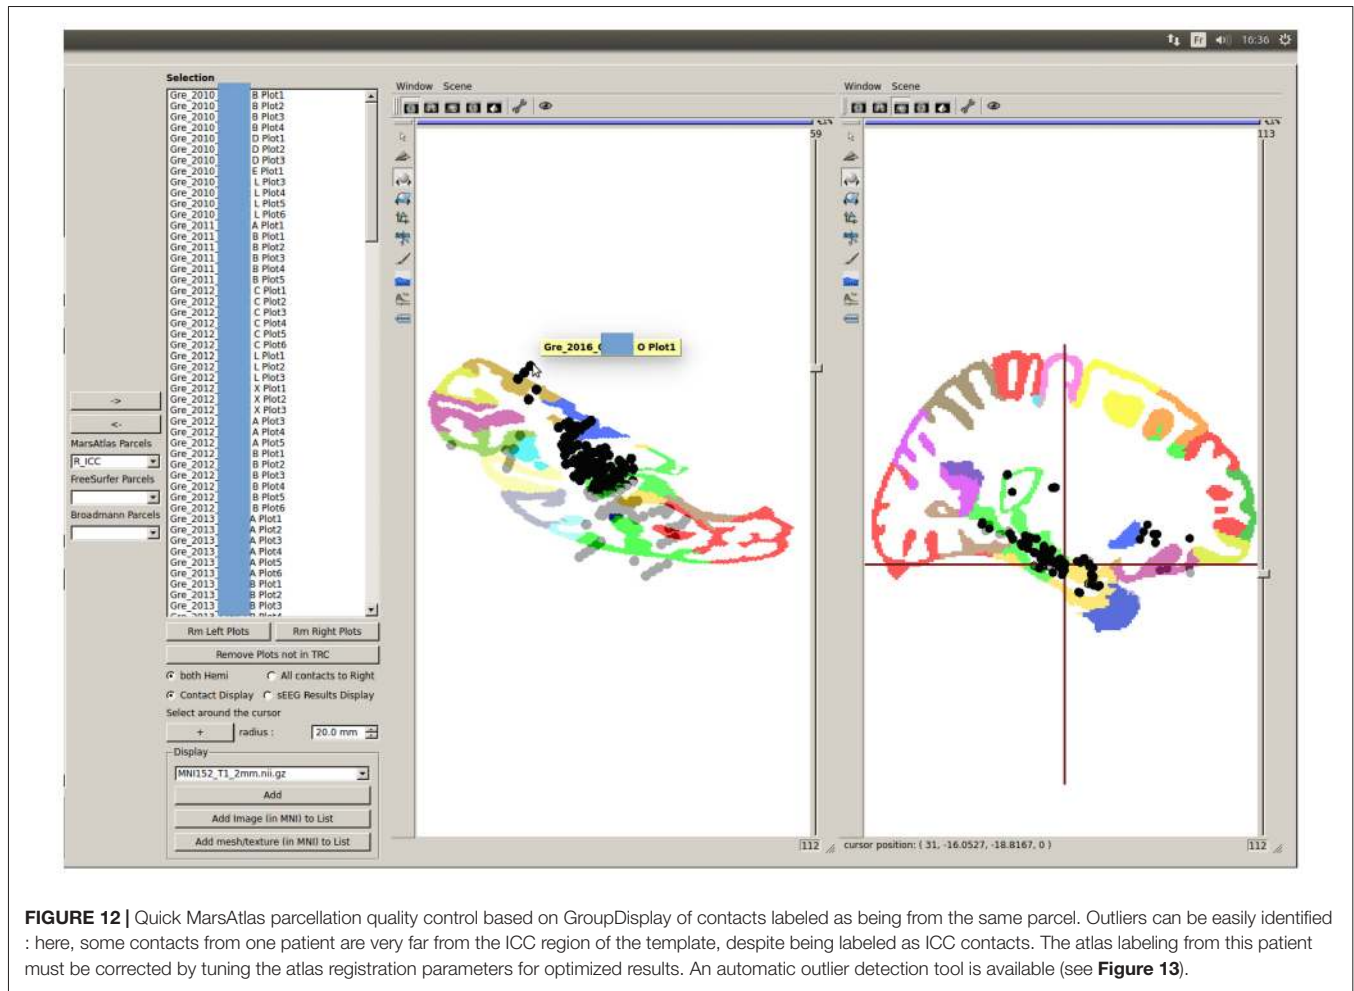 Fr 16:36
Selection
Gre_2010 B Plot1
Gre_2010 B Plot2
Gre_2010 B Plot3
Gre_2010 B Plot4
Gre_2010 D Plot1
Gre_2010 D Plot2
Gre_2010 D Plot3
Gre_2010 E Plot1
Gre_2010 L Plot3
Gre_2010 L Plot4
Gre_2010 L Plot5
Gre_2010 L Plot6
Gre_2011 A Plot1
Gre_2011 B Plot1
Gre_2011 B Plot2
Gre_2011 B Plot3
Gre_2011 B Plot4
Gre_2011 B Plot5
Gre_2012 C Plot1
Gre_2012 C Plot2
Gre_2012 C Plot3
Gre_2012 C Plot4
Gre_2012 C Plot5
Gre_2012 C Plot6
Gre_2012 L Plot1
Gre_2012 L Plot2
Gre_2012 L Plot3
Gre_2012 X Plot1
Gre_2012 X Plot2
Gre_2012 X Plot3
Gre_2012 A Plot3
Gre_2012 A Plot4
Gre_2012 A Plot5
Gre_2012 B Plot1
Gre_2012 B Plot2
Gre_2012 B Plot3
Gre_2012 B Plot4
Gre_2012 B Plot5
Gre_2012 B Plot6
Gre_2013 A Plot1
Gre_2013 A Plot2
Gre_2013 A Plot3
Gre_2013 A Plot4
Gre_2013 A Plot5
Gre_2013 A Plot6
Gre_2013 B Plot1
Gre_2013 B Plot2
Gre_2013 B Plot3
->
<-
MarsAtlas Parcels
R_ICC
FreeSurfer Parcels
Broadmann Parcels
Rm Left Plots Rm Right Plots
Remove Plots not in TRC
both Hemi All contacts to Right
Contact Display sEEG Results Display
Select around the cursor
+ radius : 20.0 mm
Display
MNI152_T1_2mm.nii.gz
Add
Add Image (in MNI) to List
Add mesh/texture (in MNI) to List
Window Scene
59
Gre_2016_ O Plot1
112
Window Scene
113
cursor position: ( 31, -16.0527, -18.8167, 0 ) 112
FIGURE 12 | Quick MarsAtlas parcellation quality control based on GroupDisplay of contacts labeled as being from the same parcel. Outliers can be easily identified
: here, some contacts from one patient are very far from the ICC region of the template, despite being labeled as ICC contacts. The atlas labeling from this patient
must be corrected by tuning the atlas registration parameters for optimized results. An automatic outlier detection tool is available (see Figure 13).